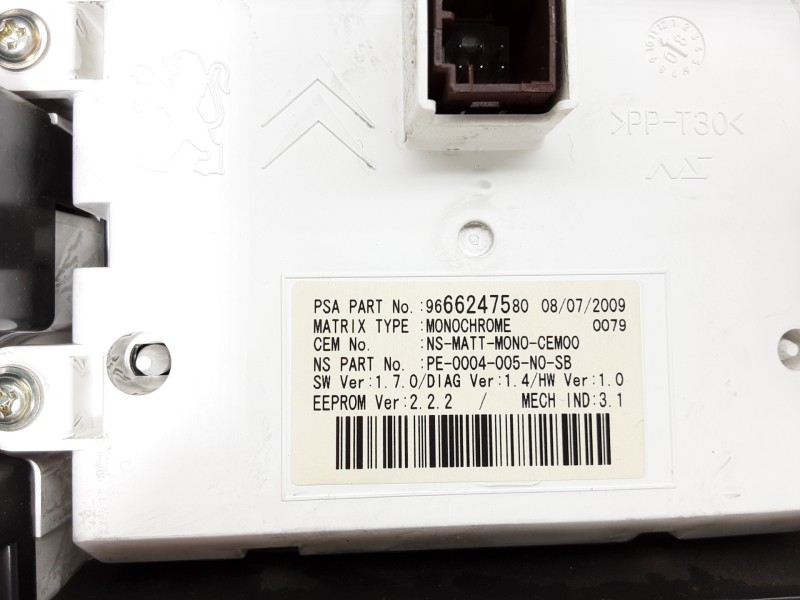 >PP-T30<
PSA PART No. :9666247580 08/07/2009
MATRIX TYPE :MONOCHROME 0079
CEM No. :NS-MATT-MONO-CEM00
NS PART No. :PE-0004-005-N0-SB
SW Ver:1.7.0/DIAG Ver:1.4/HW Ver:1.0
EEPROM Ver:2.2.2 / MECH IND:3.1